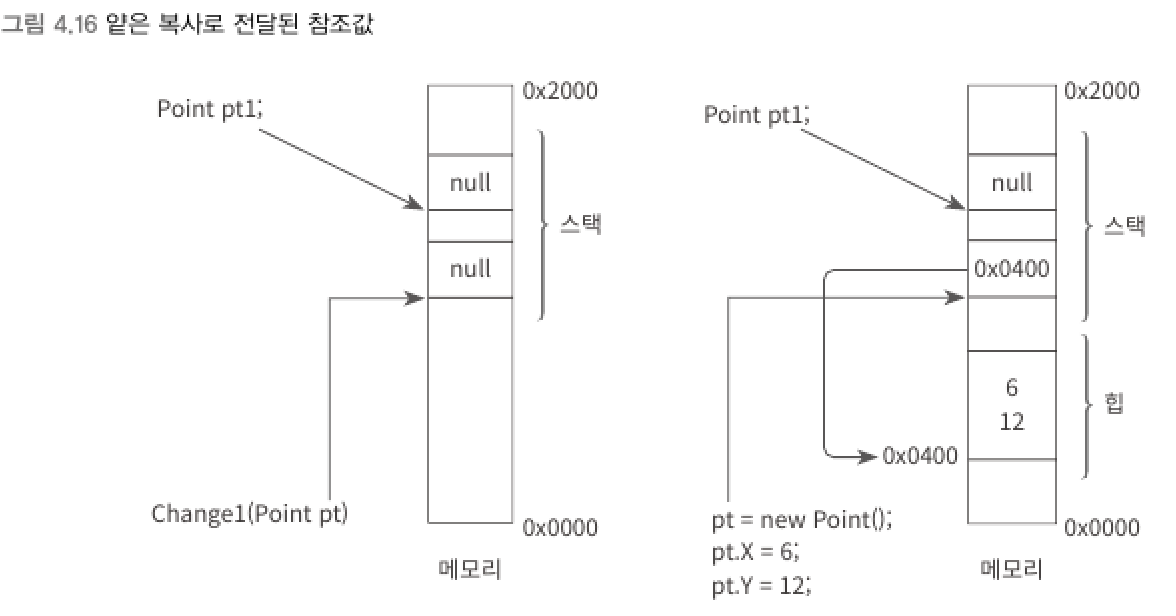 그림 4.16 얕은 복사로 전달된 참조값
Point pt1;
0x2000
null
스택
null
Change1(Point pt)
0x0000
메모리
Point pt1;
0x2000
null
스택
0x0400
6
12
힙
0x0400
pt = new Point();
pt.X = 6;
pt.Y = 12;
0x0000
메모리